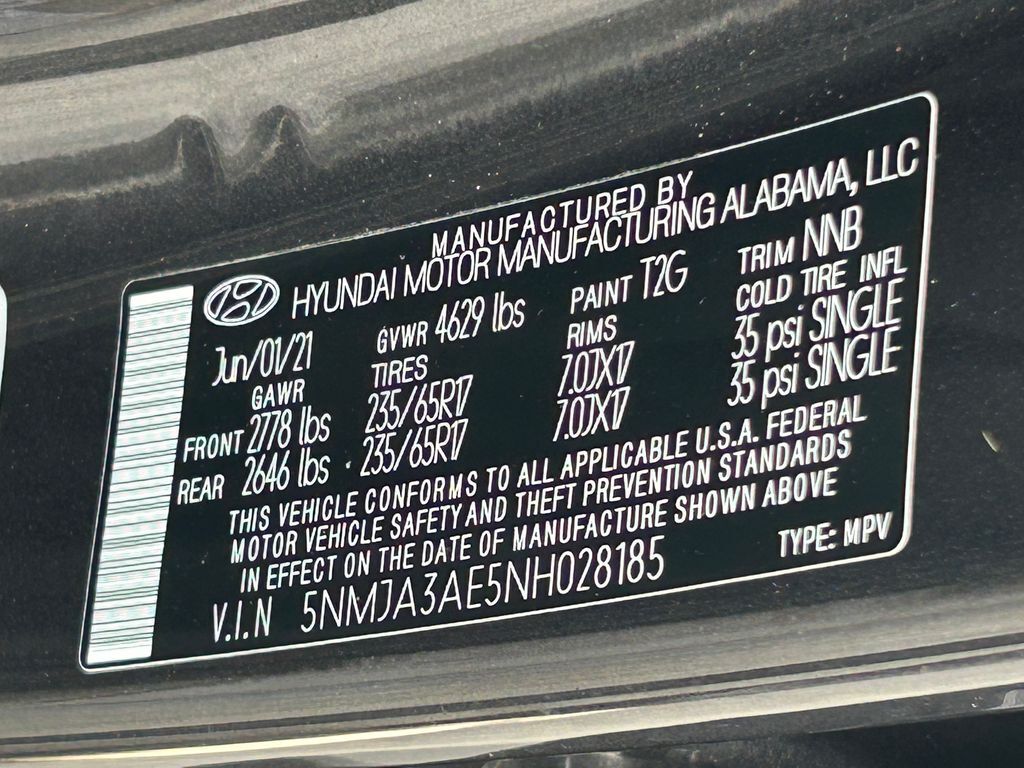 MANUFACTURED BY
HYUNDAI MOTOR MANUFACTURING ALABAMA, LLC
Jun/01/21 GVWR 4629 lbs PAINT T2G TRIM NNB
GAWR TIRES RIMS COLD TIRE INFL
FRONT 2778 lbs 235/65R17 7.0JX17 35 psi SINGLE
REAR 2646 lbs 235/65R17 7.0JX17 35 psi SINGLE
THIS VEHICLE CONFORMS TO ALL APPLICABLE U.S.A. FEDERAL
MOTOR VEHICLE SAFETY AND THEFT PREVENTION STANDARDS
IN EFFECT ON THE DATE OF MANUFACTURE SHOWN ABOVE
V.I.N 5NMJA3AE5NH028185 TYPE: MPV